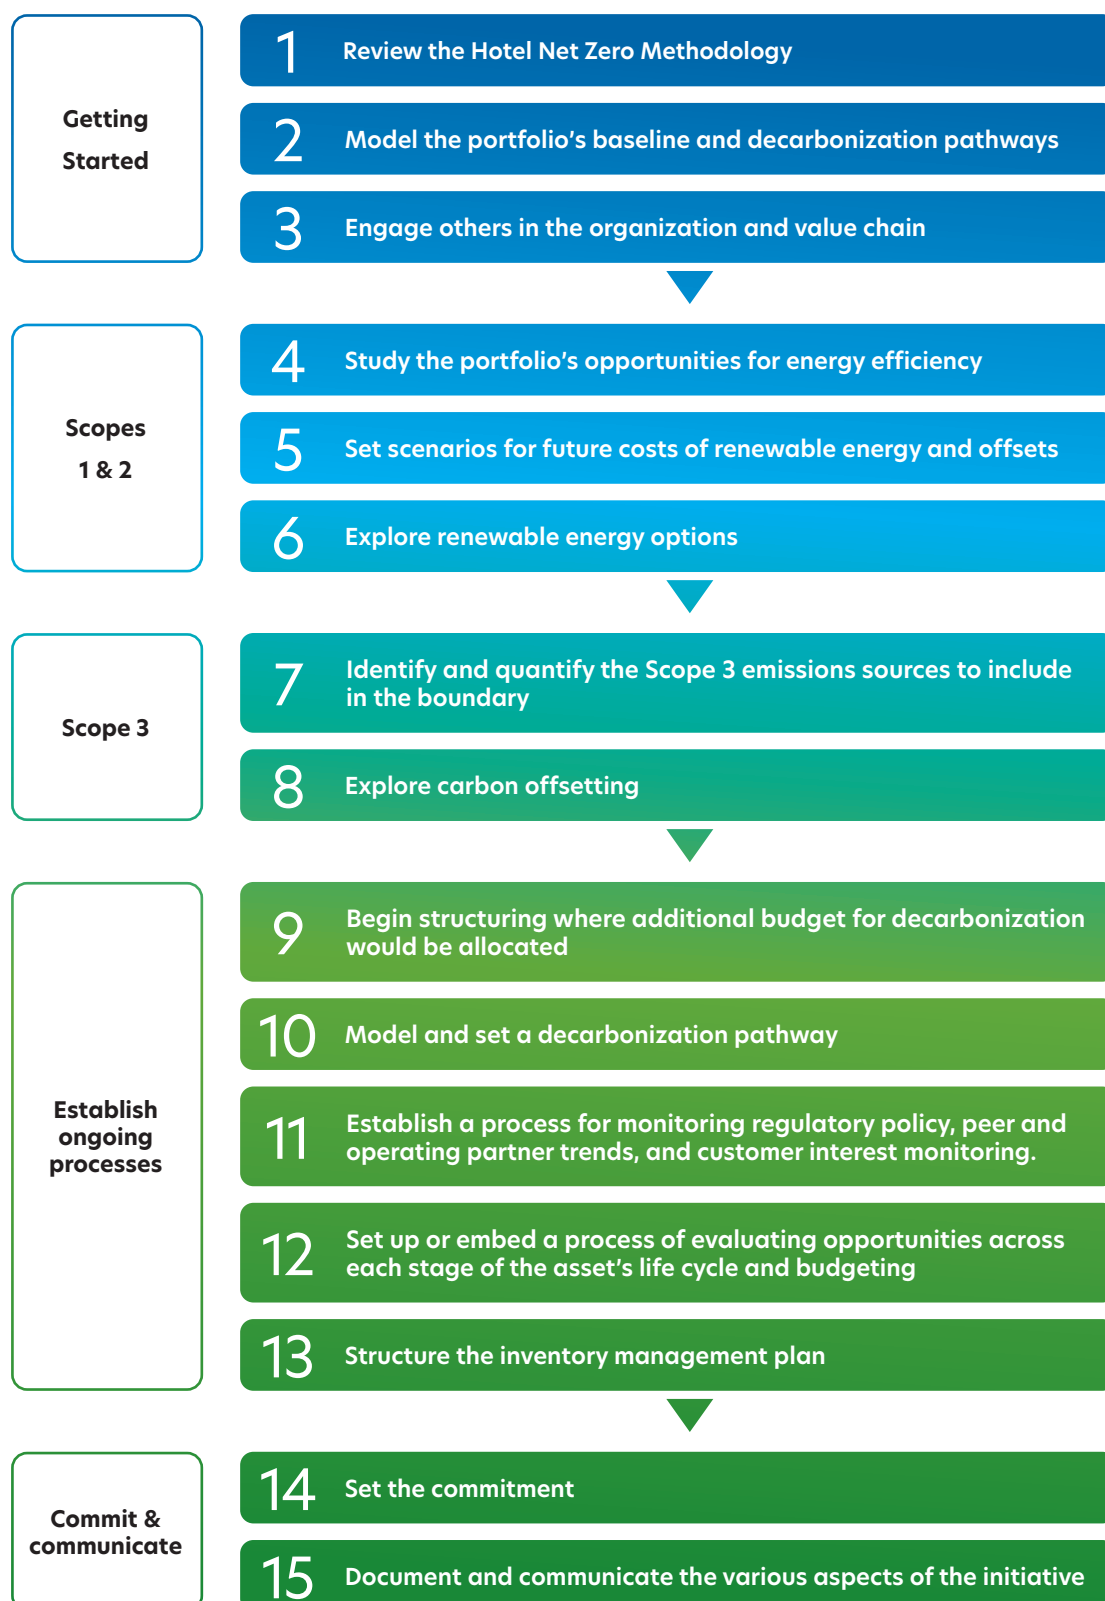 Getting
Started
1
Review the Hotel Net Zero Methodology
2
Model the portfolio's baseline and decarbonization pathways
3
Engage others in the organization and value chain
Scopes
1 & 2
4
Study the portfolio's opportunities for energy efficiency
5
Set scenarios for future costs of renewable energy and offsets
6
Explore renewable energy options
Scope 3
7
Identify and quantify the Scope 3 emissions sources to include
in the boundary
8
Explore carbon offsetting
Establish
ongoing
processes
9
Begin structuring where additional budget for decarbonization
would be allocated
10
Model and set a decarbonization pathway
11
Establish a process for monitoring regulatory policy, peer and
operating partner trends, and customer interest monitoring.
12
Set up or embed a process of evaluating opportunities across
each stage of the asset's life cycle and budgeting
13
Structure the inventory management plan
Commit &
communicate
14
Set the commitment
15
Document and communicate the various aspects of the initiative